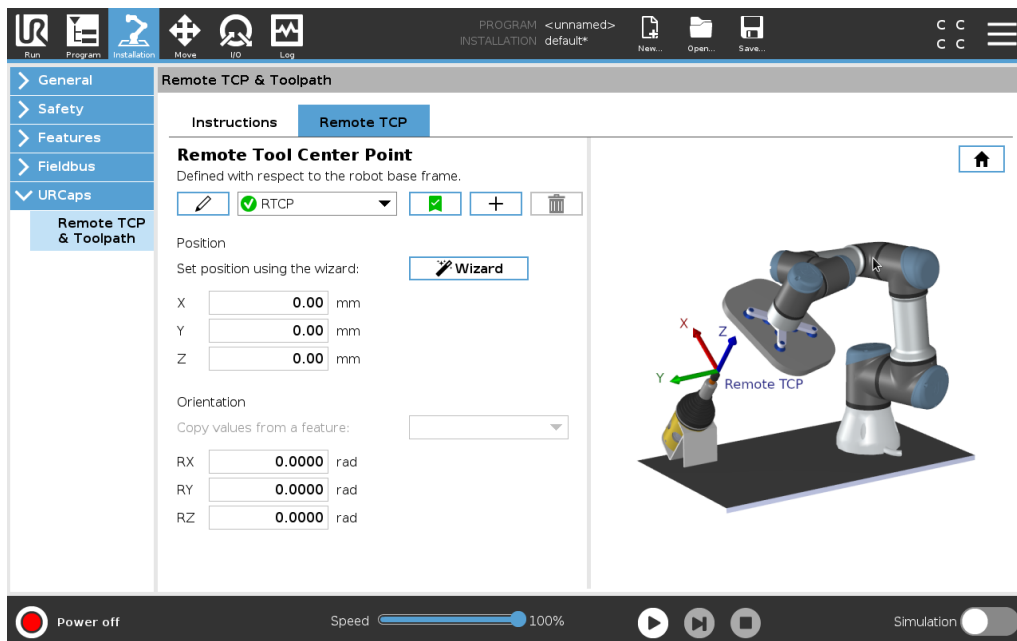 PROGRAM <unnamed>
INSTALLATION default*
C C
C C
Run Program Installation Move I/O Log New... Open... Save...
General
Safety
Features
Fieldbus
URCaps
Remote TCP
& Toolpath
Remote TCP & Toolpath
Instructions Remote TCP
Remote Tool Center Point
Defined with respect to the robot base frame.
RTCP
Position
Set position using the wizard: Wizard
X 0.00 mm
Y 0.00 mm
Z 0.00 mm
Orientation
Copy values from a feature:
RX 0.0000 rad
RY 0.0000 rad
RZ 0.0000 rad
X
Z
Y
Remote TCP
Power off Speed 100% Simulation